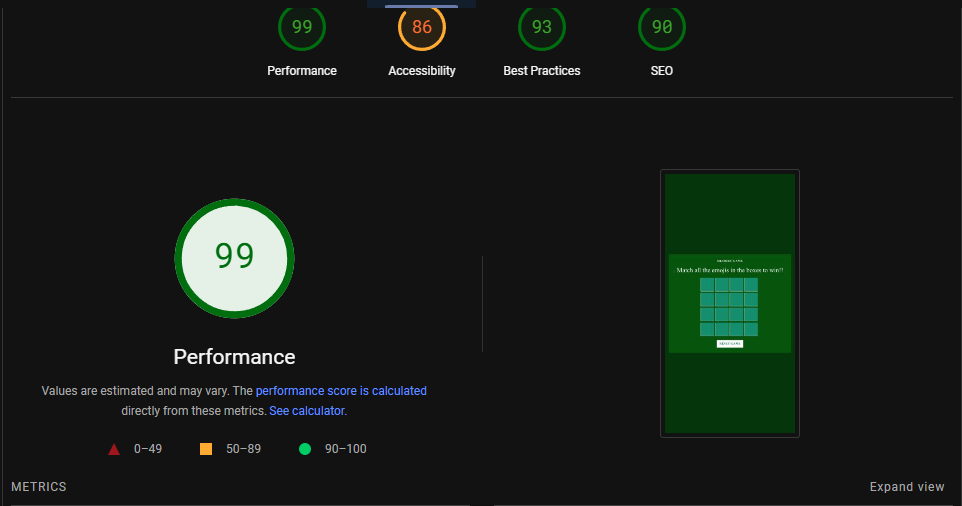 99
86
93
90
Performance
Accessibility
Best Practices
SEO
99
Performance
Values are estimated and may vary. The performance score is calculated
directly from these metrics. See calculator.
0–49
50–89
90–100
Match all the emojis in the boxes to win!!
METRICS
Expand view